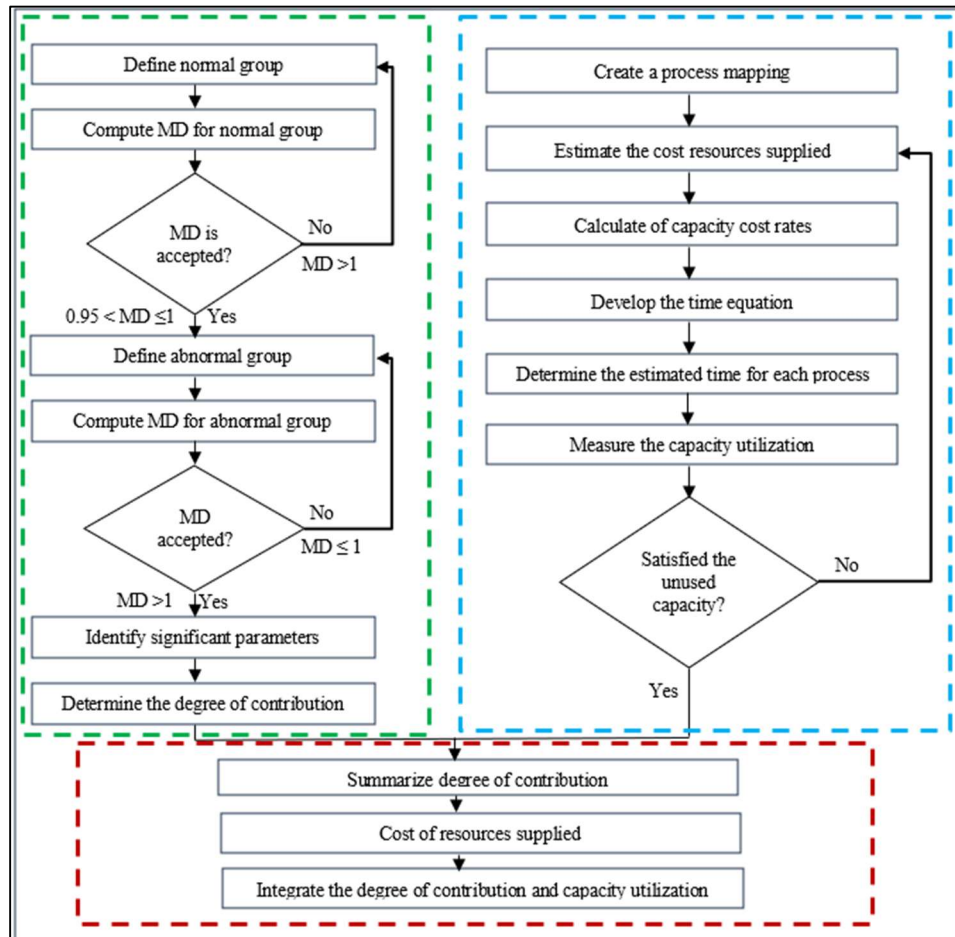 Define normal group
Compute MD for normal group
MD is
accepted?
No
MD >1
0.95 < MD ≤1
Yes
Define abnormal group
Compute MD for abnormal group
MD
accepted?
No
MD ≤ 1
MD >1
Yes
Identify significant parameters
Determine the degree of contribution
Create a process mapping
Estimate the cost resources supplied
Calculate of capacity cost rates
Develop the time equation
Determine the estimated time for each process
Measure the capacity utilization
Satisfied the
unused
capacity?
No
Yes
Summarize degree of contribution
Cost of resources supplied
Integrate the degree of contribution and capacity utilization